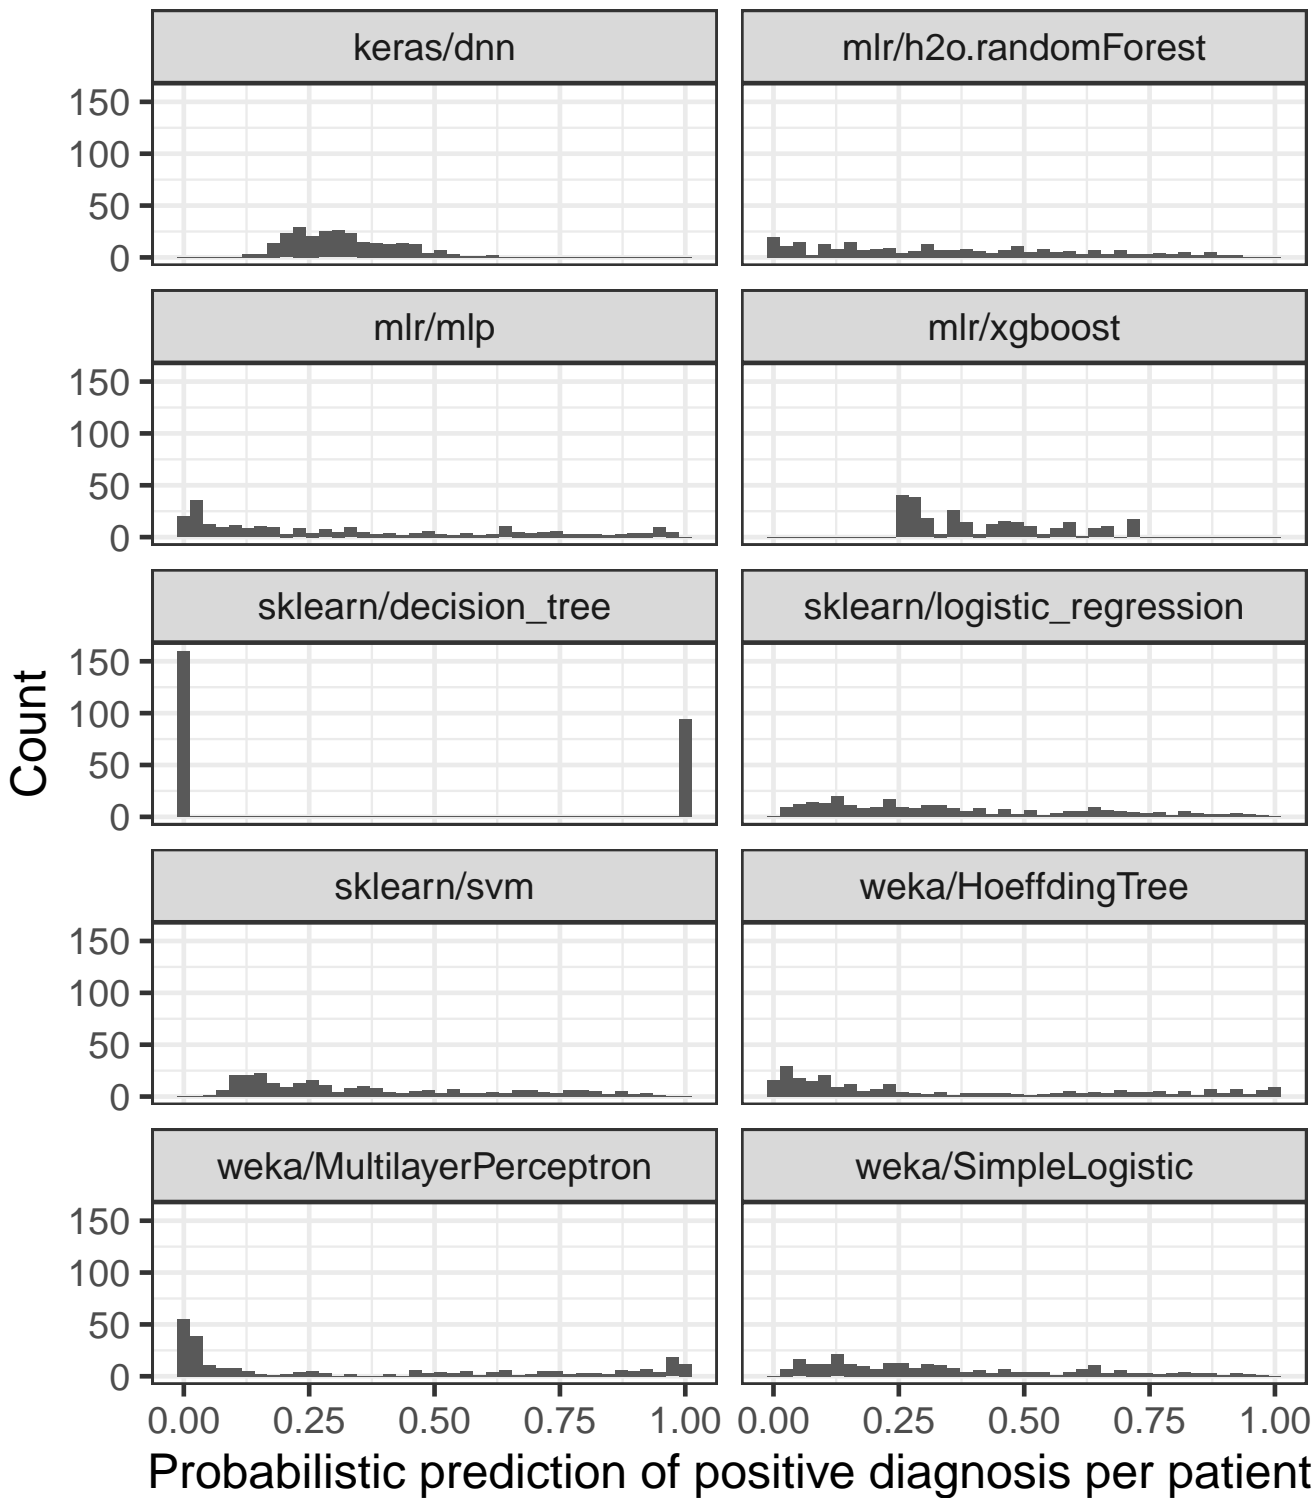 keras/dnn mlr/h2o.randomForest
150
100
50
0
mlr/mlp mlr/xgboost
150
100
50
0
sklearn/decision_tree sklearn/logistic_regression
150
100
50
0
Count
sklearn/svm weka/HoeffdingTree
150
100
50
0
weka/MultilayerPerceptron weka/SimpleLogistic
150
100
50
0
0.00 0.25 0.50 0.75 1.00 0.00 0.25 0.50 0.75 1.00
Probabilistic prediction of positive diagnosis per patient